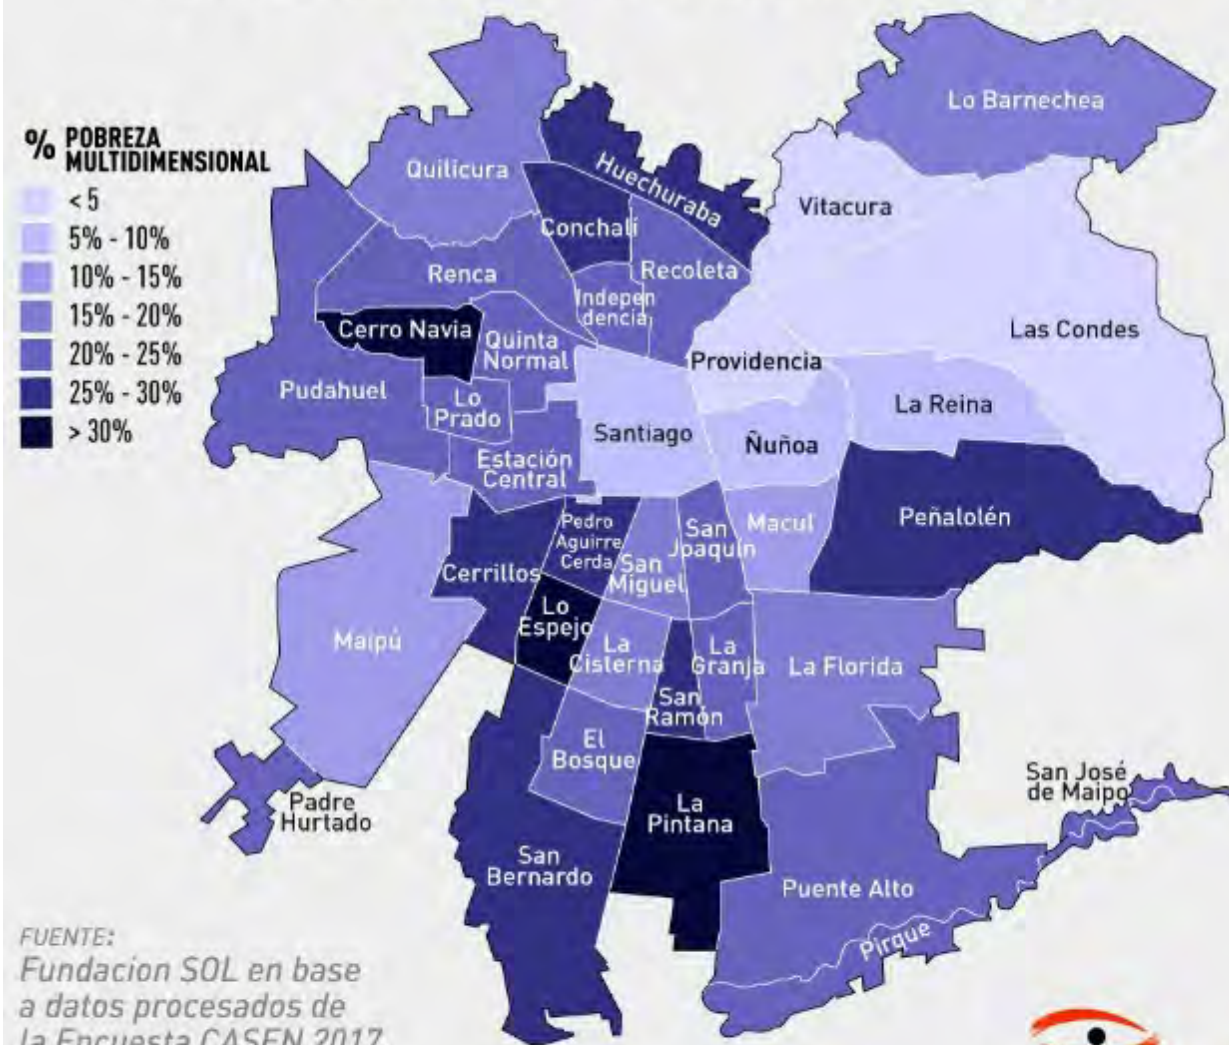 % POBREZA
MULTIDIMENSIONAL
< 5
5% - 10%
10% - 15%
15% - 20%
20% - 25%
25% - 30%
> 30%
Lo Barnechea
Quilicura
Huechuraba
Vitacura
Conchalí
Recoleta
Renca
Indepen
dencia
Las Condes
Cerro Navia
Quinta
Normal
Providencia
Pudahuel
Lo
Prado
La Reina
Santiago
Ñuñoa
Estación
Central
Peñalolén
Pedro
Aguirre
Cerda
San
Joaquín
Macul
Cerrillos
San
Miguel
Lo
Espejo
Maipú
La
Cisterna
La
Granja
La Florida
San
Ramón
El
Bosque
San José
de Maipo
Padre
Hurtado
La
Pintana
San
Bernardo
Puente Alto
Pirque
FUENTE:
Fundacion SOL en base
a datos procesados de
la Encuesta CASEN 2017